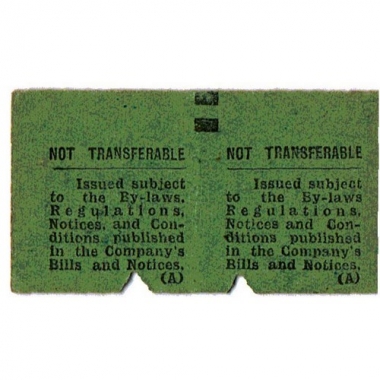 NOT TRANSFERABLE
Issued subject
to the By-laws,
Regulations,
Notices, and Con-
ditions published
in the Company's
Bills and Notices.
(A)
NOT TRANSFERABLE
Issued subject
to the By-laws
Regulations,
Notices and Con-
ditions published
in the Company's
Bills and Notices,
(A)